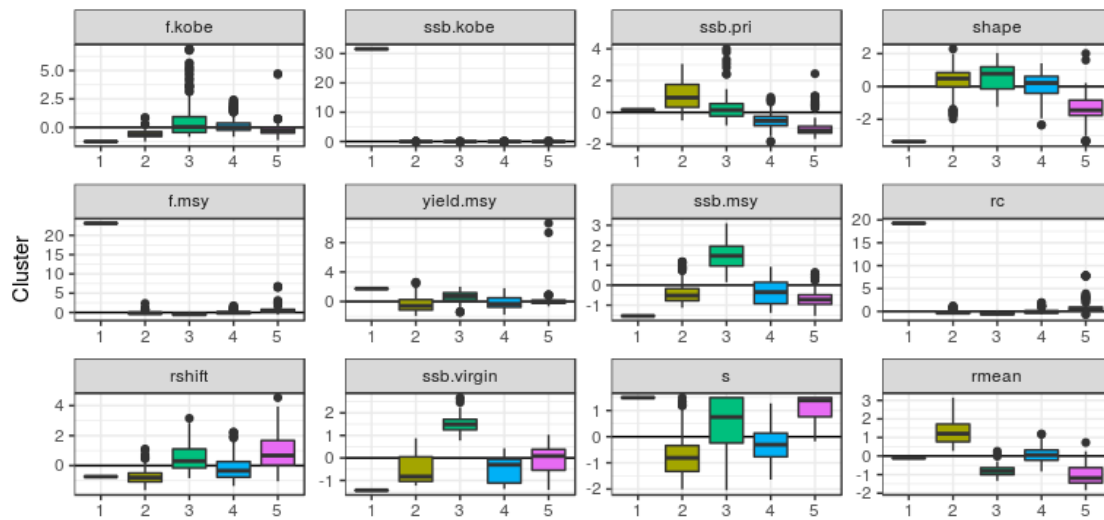 f.kobe ssb.kobe ssb.pri shape
5.0 2.5 0.0
30 20 10 0
4 2 0 -2
2 0 -2
1 2 3 4 5 1 2 3 4 5 1 2 3 4 5 1 2 3 4 5
f.msy yield.msy ssb.msy rc
20 15 10 5 0
8 4 0
3 2 1 0 -1
20 15 10 5 0
1 2 3 4 5 1 2 3 4 5 1 2 3 4 5 1 2 3 4 5
rshift ssb.virgin s rmean
4 2 0
2 1 0 -1
1 0 -1 -2
3 2 1 0 -1 -2
1 2 3 4 5 1 2 3 4 5 1 2 3 4 5 1 2 3 4 5
Cluster